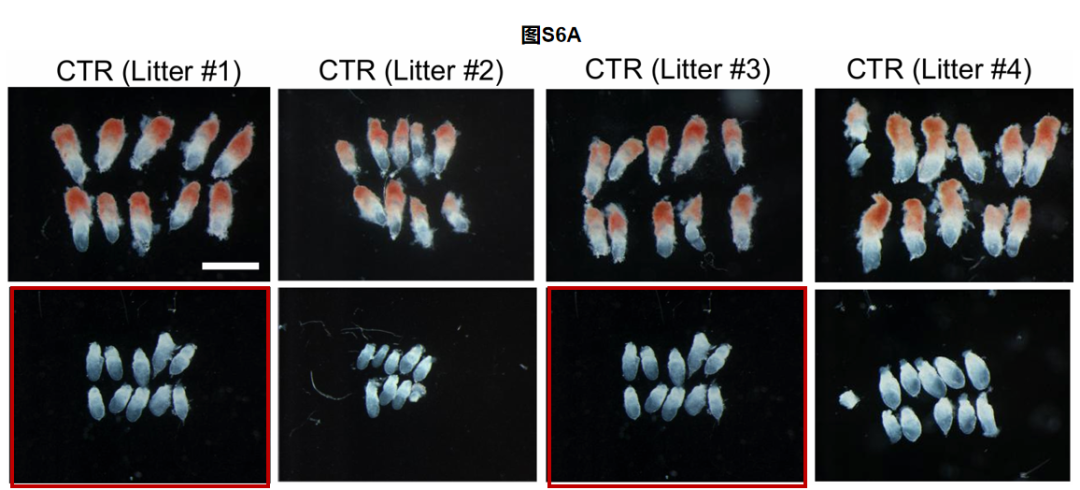 图S6A
CTR (Litter #1)
CTR (Litter #2)
CTR (Litter #3)
CTR (Litter #4)